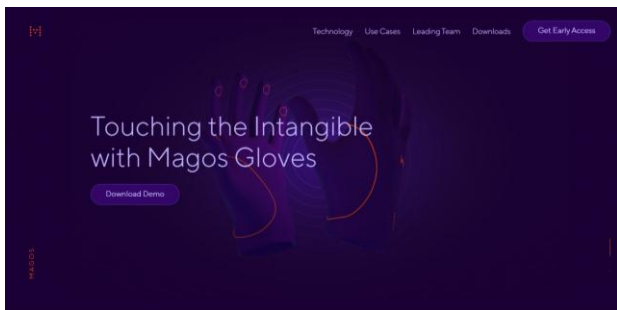 Technology Use Cases Leading Team Downloads Get Early Access
Touching the Intangible
with Magos Gloves
Download Demo
MAGOS